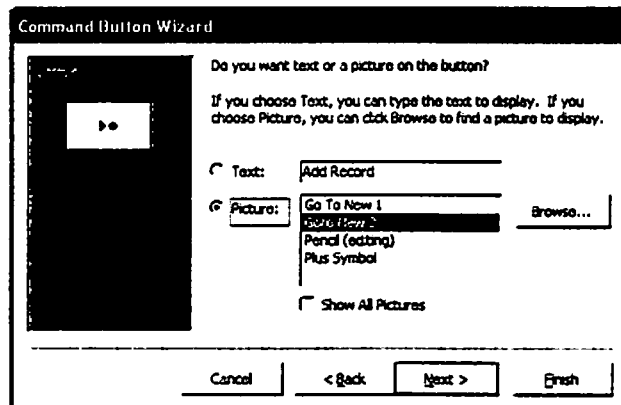 Command Button Wizard
Do you want text or a picture on the button?
If you choose Text, you can type the text to display. If you
choose Picture, you can click Browse to find a picture to display.
Text: Add Record
Picture: Go To New 1
Browse...
Goto New 2
Pencil (editing)
Plus Symbol
Show All Pictures
Cancel < Back Next > Finish